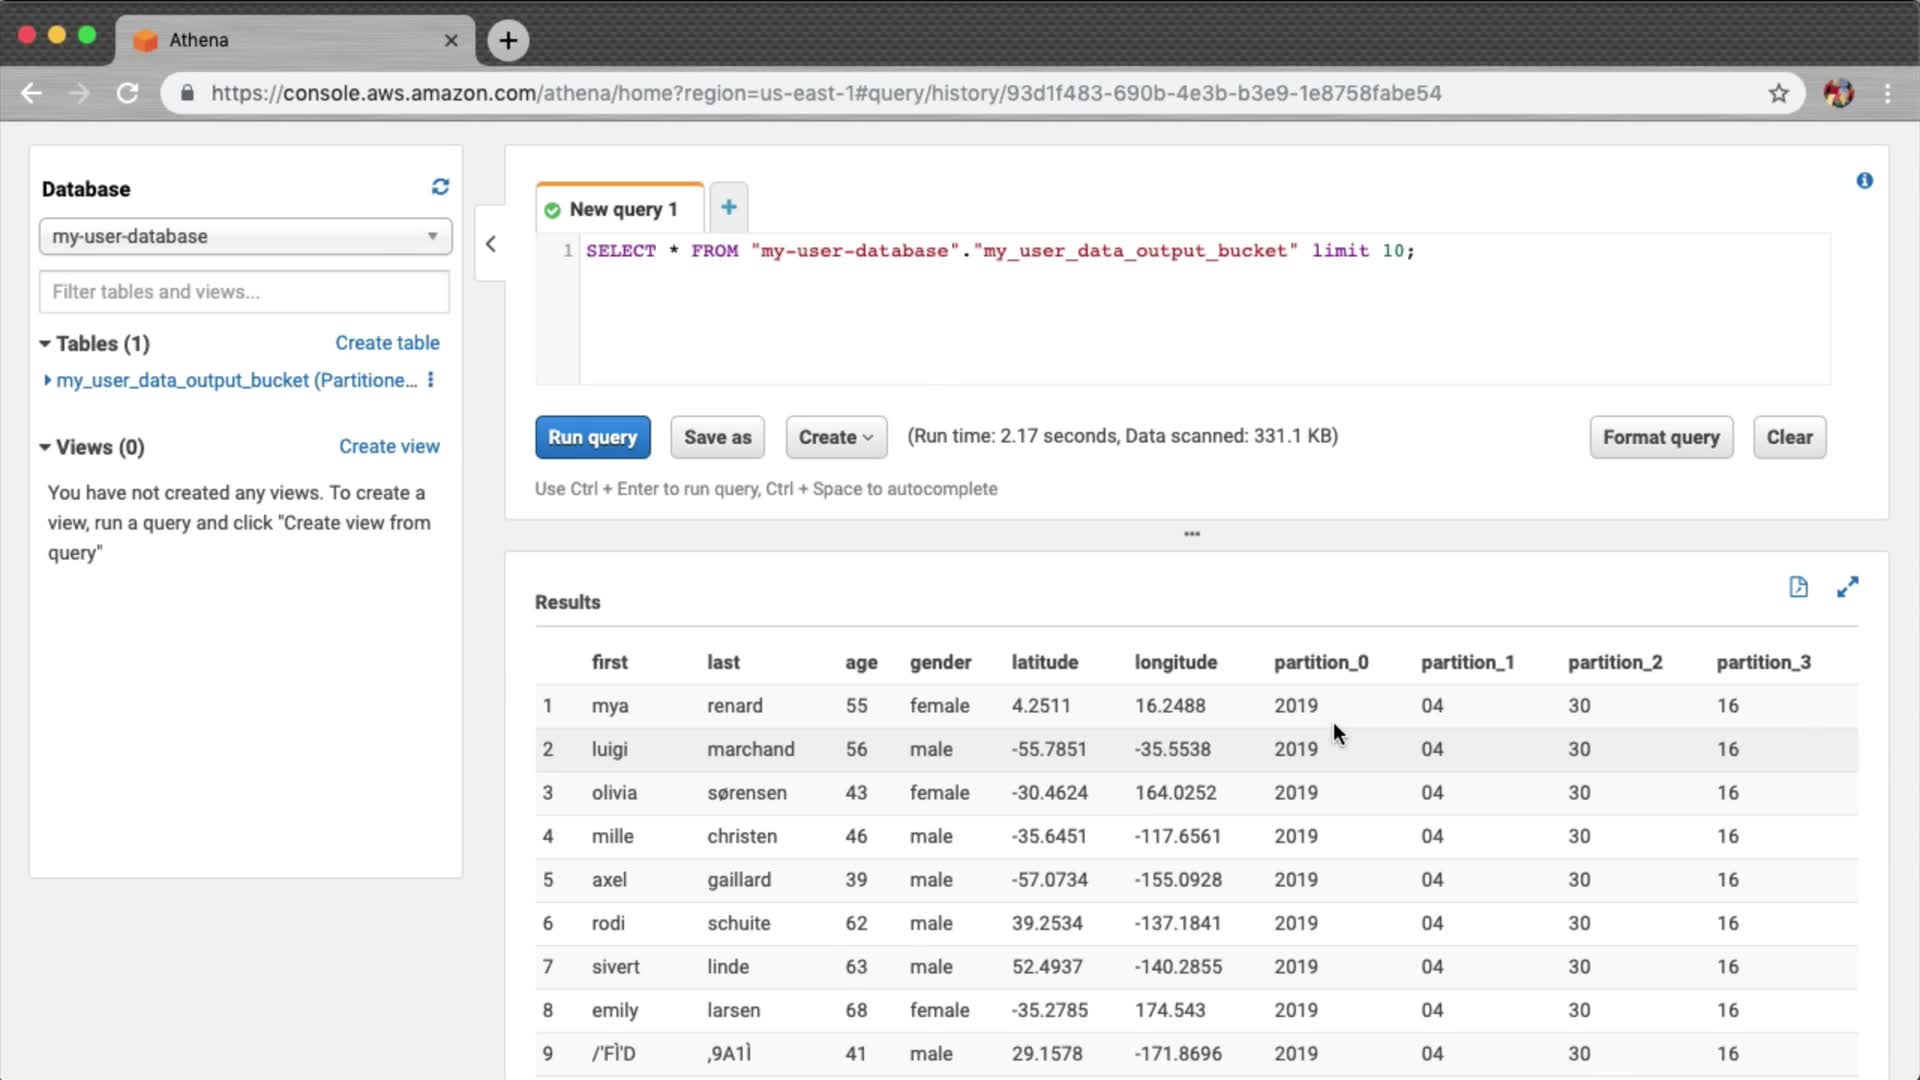 Athena
https://console.aws.amazon.com/athena/home?region=us-east-1#query/history/93d1f483-690b-4e3b-b3e9-1e8758fabe54
Database
my-user-database
Filter tables and views...
Tables (1) Create table
my_user_data_output_bucket (Partitione...
Views (0) Create view
You have not created any views. To create a
view, run a query and click "Create view from
query"
New query 1
1 SELECT * FROM "my-user-database"."my_user_data_output_bucket" limit 10;
Run query Save as Create (Run time: 2.17 seconds, Data scanned: 331.1 KB) Format query Clear
Use Ctrl + Enter to run query, Ctrl + Space to autocomplete
Results
first last age gender latitude longitude partition_0 partition_1 partition_2 partition_3
1 mya renard 55 female 4.2511 16.2488 2019 04 30 16
2 luigi marchand 56 male -55.7851 -35.5538 2019 04 30 16
3 olivia sørensen 43 female -30.4624 164.0252 2019 04 30 16
4 mille christen 46 male -35.6451 -117.6561 2019 04 30 16
5 axel gaillard 39 male -57.0734 -155.0928 2019 04 30 16
6 rodi schuite 62 male 39.2534 -137.1841 2019 04 30 16
7 sivert linde 63 male 52.4937 -140.2855 2019 04 30 16
8 emily larsen 68 female -35.2785 174.543 2019 04 30 16
9 /'FÌ'D ,9A1Ì 41 male 29.1578 -171.8696 2019 04 30 16